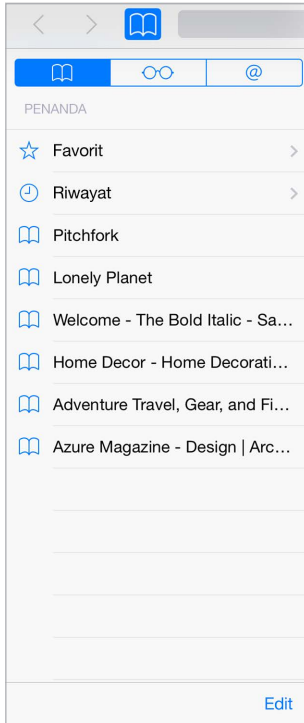 @
PENANDA
Favorit
Riwayat
Pitchfork
Lonely Planet
Welcome - The Bold Italic - Sa...
Home Decor - Home Decorati...
Adventure Travel, Gear, and Fi...
Azure Magazine - Design | Arc...
Edit